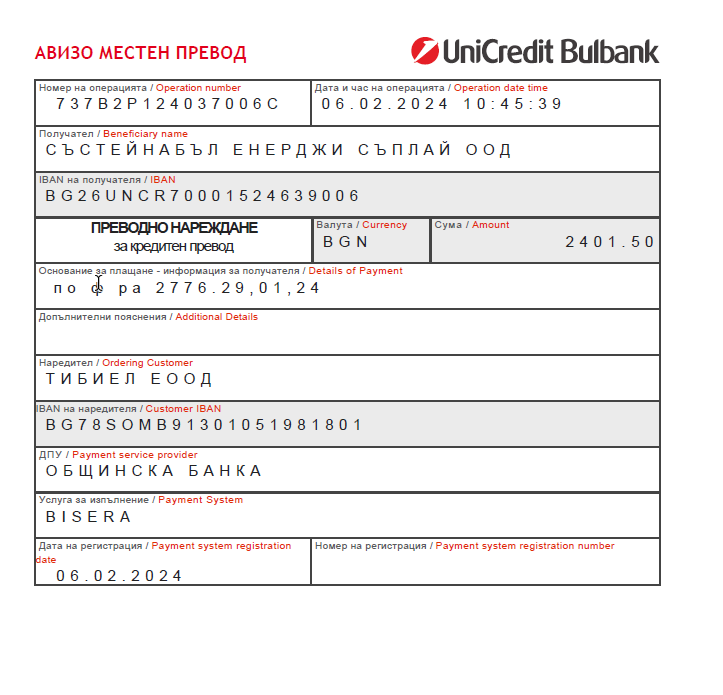 АВИЗО МЕСТЕН ПРЕВОД
UniCredit Bulbank
Номер на операцията / Operation number
737B2P124037006C
Дата и час на операцията / Operation date time
06.02.2024 10:45:39
Получател / Beneficiary name
СЪСТЕЙНАБЪЛ ЕНЕРДЖИ СЪПЛАЙ ООД
IBAN на получателя / IBAN
BG26UNCR70001524639006
ПРЕВОДНО НАРЕЖДАНЕ
за кредитен превод
Валута / Currency
BGN
Сума / Amount
2401.50
Основание за плащане - информация за получателя / Details of Payment
по ф ра 2776.29,01,24
Допълнителни пояснения / Additional Details
Наредител / Ordering Customer
ТИБИЕЛ ЕООД
IBAN на наредителя / Customer IBAN
BG78SOMB91301051981801
ДПУ / Payment service provider
ОБЩИНСКА БАНКА
Услуга за изпълнение / Payment System
BISERA
Дата на регистрация / Payment system registration
date
06.02.2024
Номер на регистрация / Payment system registration number